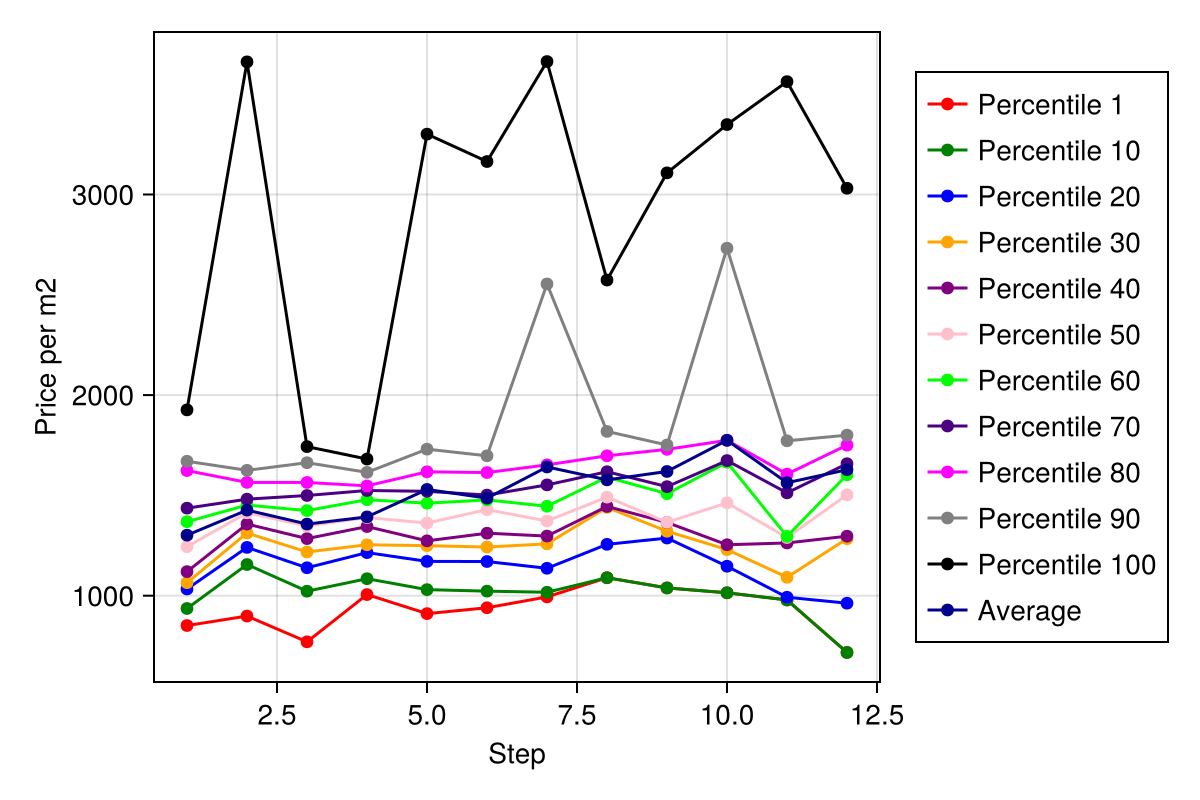 Price per m2
3000
2000
1000
2.5
5.0
7.5
10.0
12.5
Step
Percentile 1
Percentile 10
Percentile 20
Percentile 30
Percentile 40
Percentile 50
Percentile 60
Percentile 70
Percentile 80
Percentile 90
Percentile 100
Average